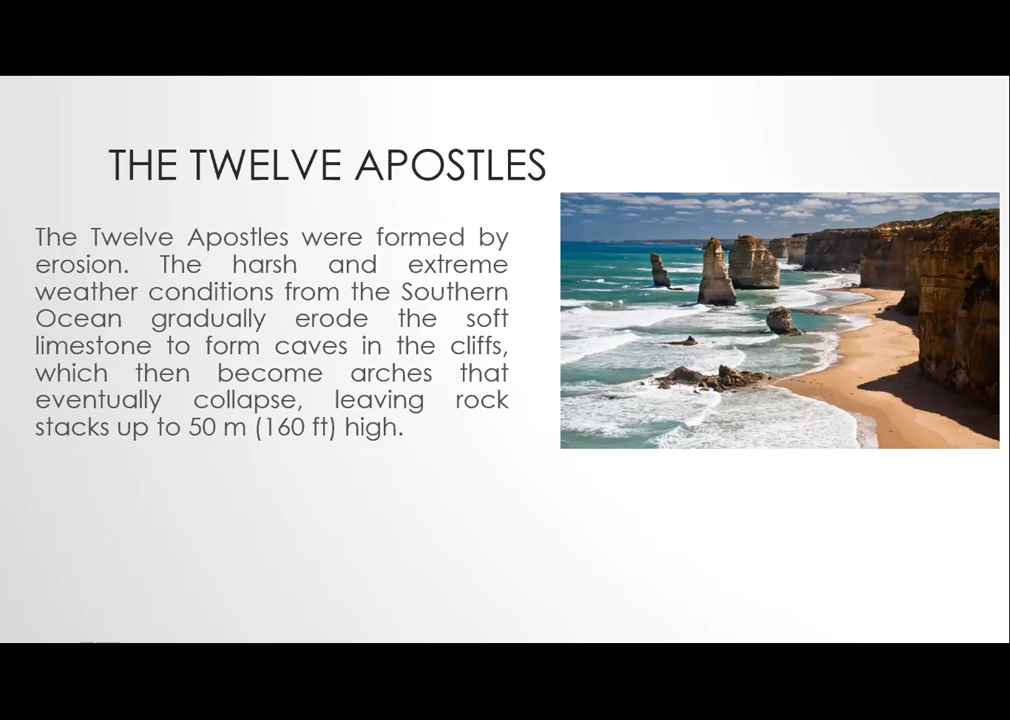 THE TWELVE APOSTLES
The Twelve Apostles were formed by
erosion. The harsh and extreme
weather conditions from the Southern
Ocean gradually erode the soft
limestone to form caves in the cliffs,
which then become arches that
eventually collapse, leaving rock
stacks up to 50 m (160 ft) high.